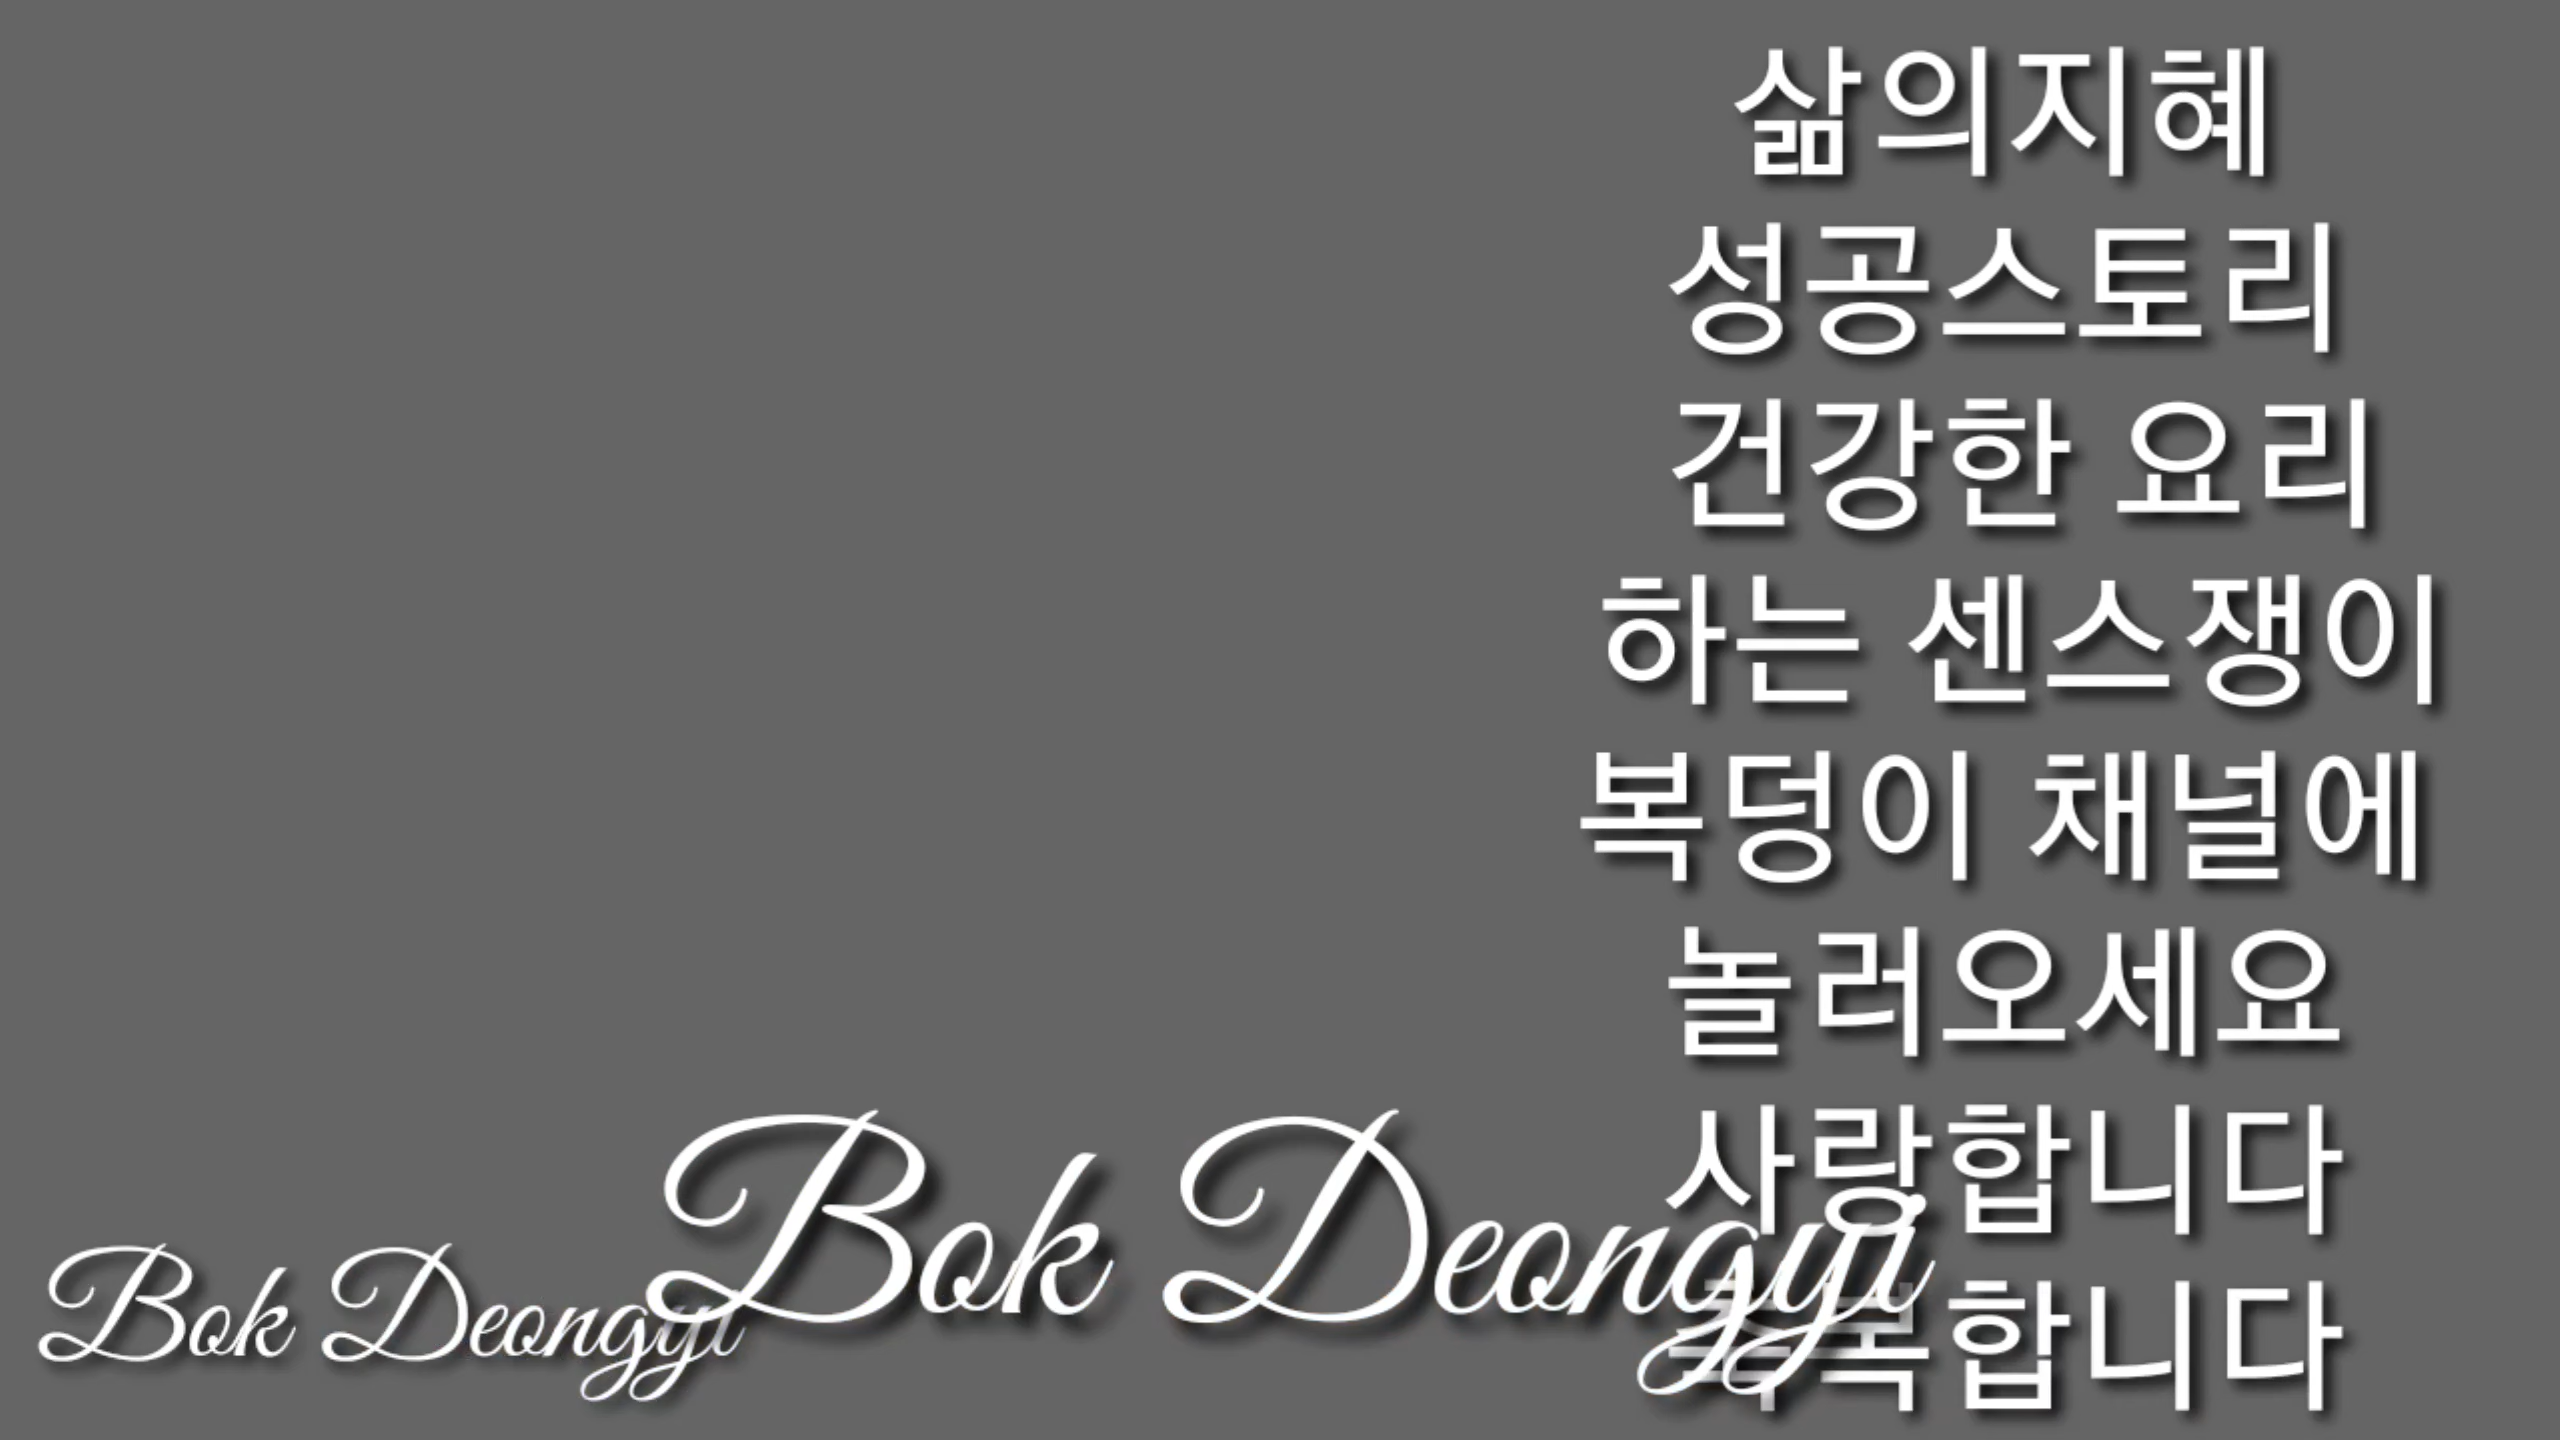 삶의지혜
성공스토리
건강한 요리
하는 센스쟁이
복덩이 채널에
놀러오세요
사랑합니다
축복합니다
Bok Deongyi
Bok Deongyi